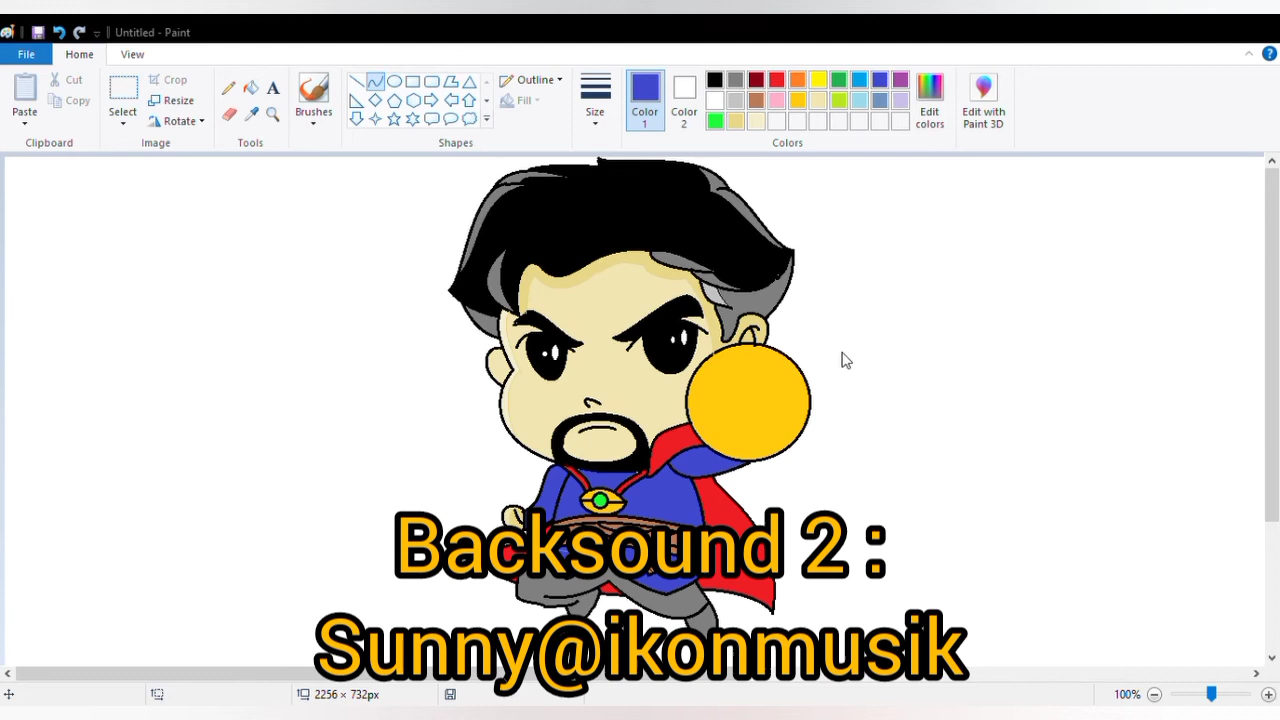 Untitled - Paint
File Home View
Paste
Cut
Copy
Clipboard
Select
Crop
Resize
Rotate
Image
Tools
Brushes
Outline
Fill
Shapes
Size
Color 1
Color 2
Edit colors
Colors
Edit with Paint 3D
Backsound 2 :
Sunny@ikonmusik
2256 × 732px
100%